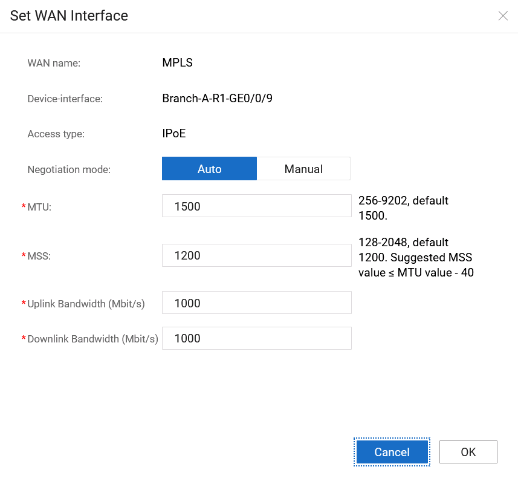 Set WAN Interface
WAN name: MPLS
Device-interface: Branch-A-R1-GE0/0/9
Access type: IPoE
Negotiation mode: Auto Manual
*MTU: 1500 256-9202, default
1500.
128-2048, default
*MSS: 1200 1200. Suggested MSS
value ≤ MTU value - 40
*Uplink Bandwidth (Mbit/s) 1000
*Downlink Bandwidth (Mbit/s) 1000
Cancel OK